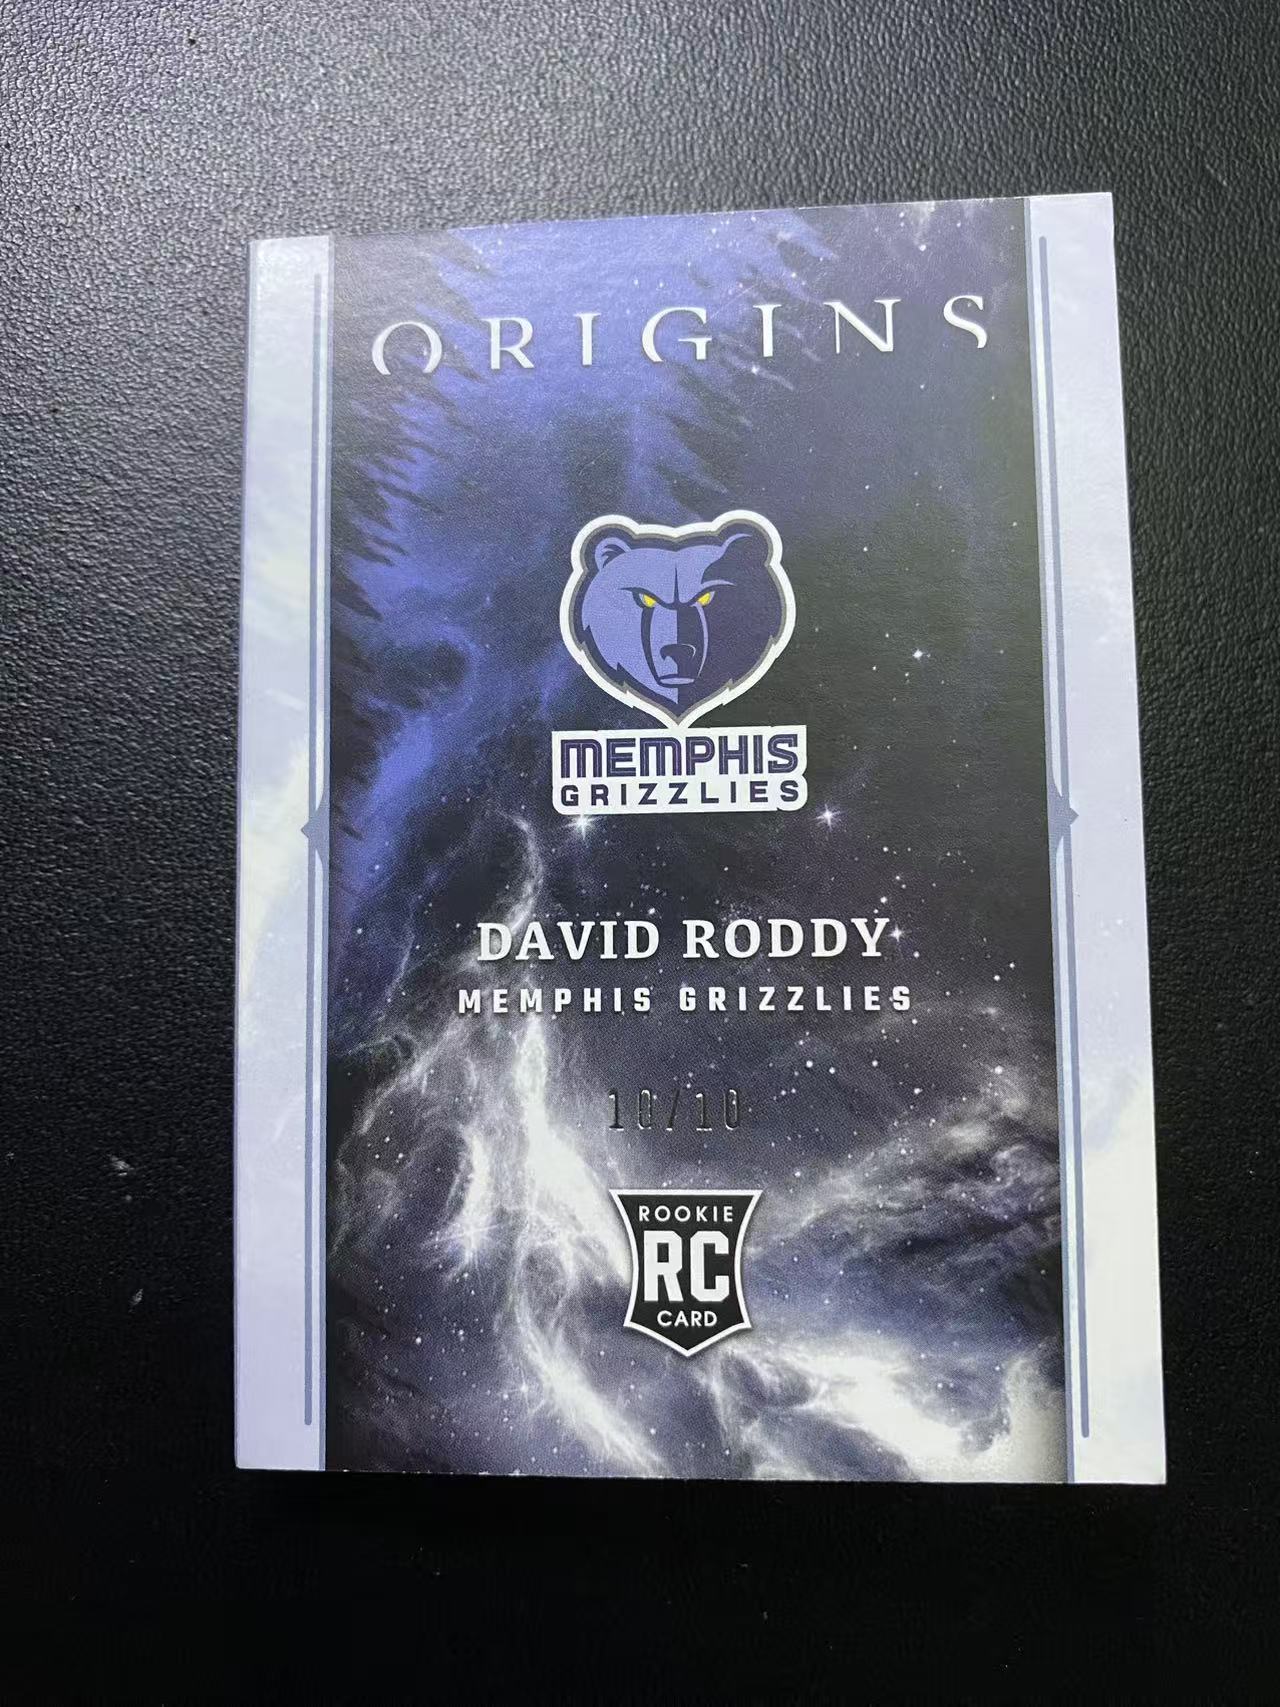 ORIGINS
MEMPHIS
GRIZZLIES
DAVID RODDY
MEMPHIS GRIZZLIES
10/10
ROOKIE
RC
CARD